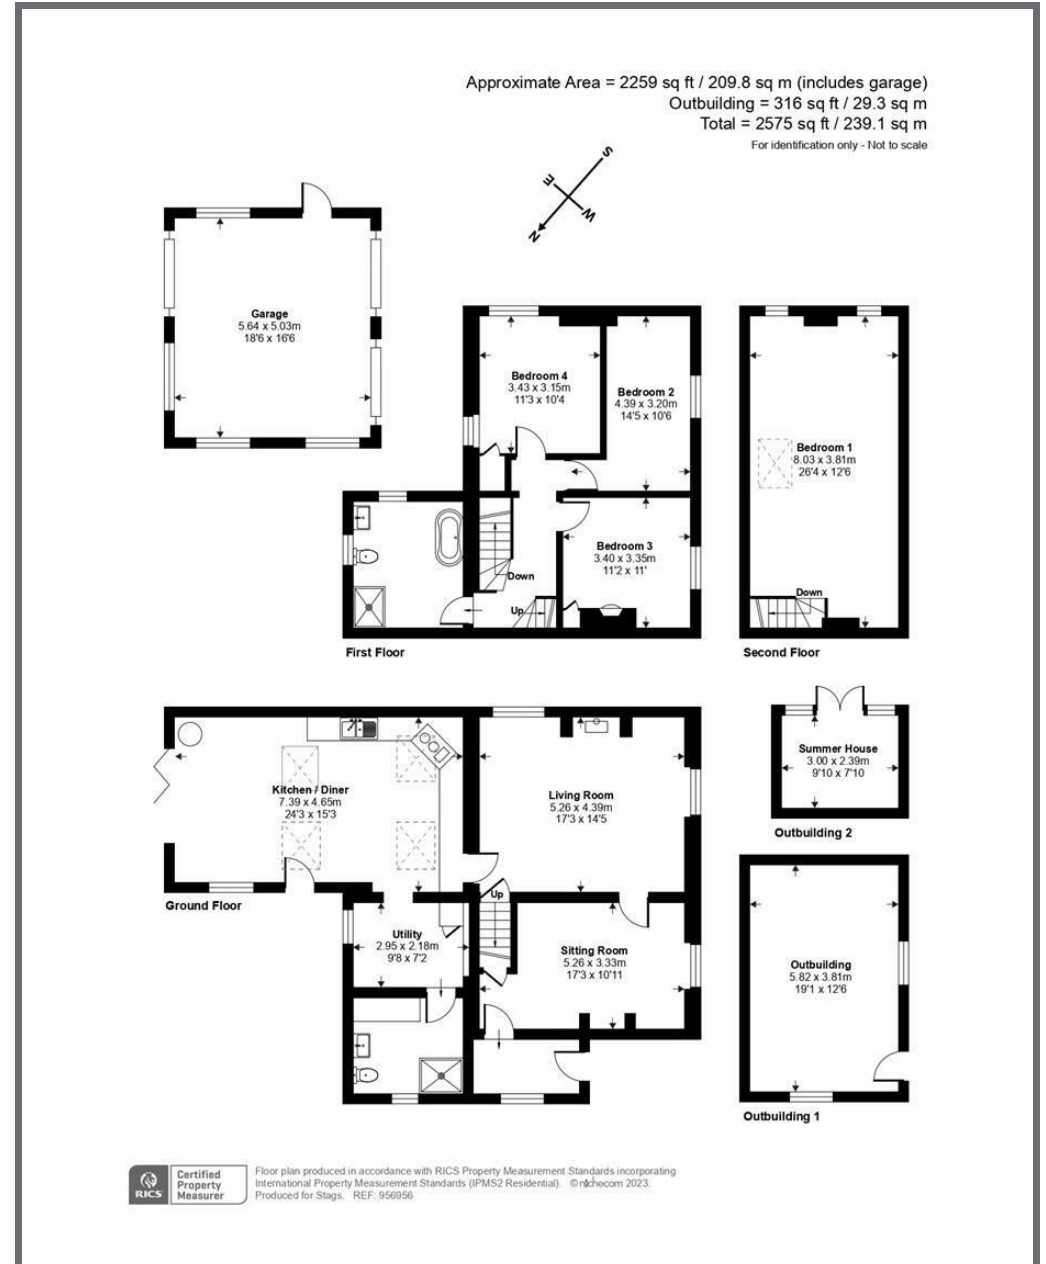 Approximate Area = 2259 sq ft / 209.8 sq m (includes garage)
Outbuilding = 316 sq ft / 29.3 sq m
Total = 2575 sq ft / 239.1 sq m
For identification only - Not to scale
S
E
W
N
Garage
5.64 x 5.03m
18'6 x 16'6
Bedroom 4
3.43 x 3.15m
11'3 x 10'4
Bedroom 2
4.39 x 3.20m
14'5 x 10'6
Bedroom 3
3.40 x 3.35m
11'2 x 11'
Down
Up
First Floor
Bedroom 1
8.03 x 3.81m
26'4 x 12'6
Down
Second Floor
Kitchen / Diner
7.39 x 4.65m
24'3 x 15'3
Living Room
5.26 x 4.39m
17'3 x 14'5
Up
Ground Floor
Utility
2.95 x 2.18m
9'8 x 7'2
Sitting Room
5.26 x 3.33m
17'3 x 10'11
Summer House
3.00 x 2.39m
9'10 x 7'10
Outbuilding 2
Outbuilding
5.82 x 3.81m
19'1 x 12'6
Outbuilding 1
RICS
Certified
Property
Measurer
Floor plan produced in accordance with RICS Property Measurement Standards incorporating
International Property Measurement Standards (IPMS2 Residential). © nichecom 2023.
Produced for Stags. REF: 956956